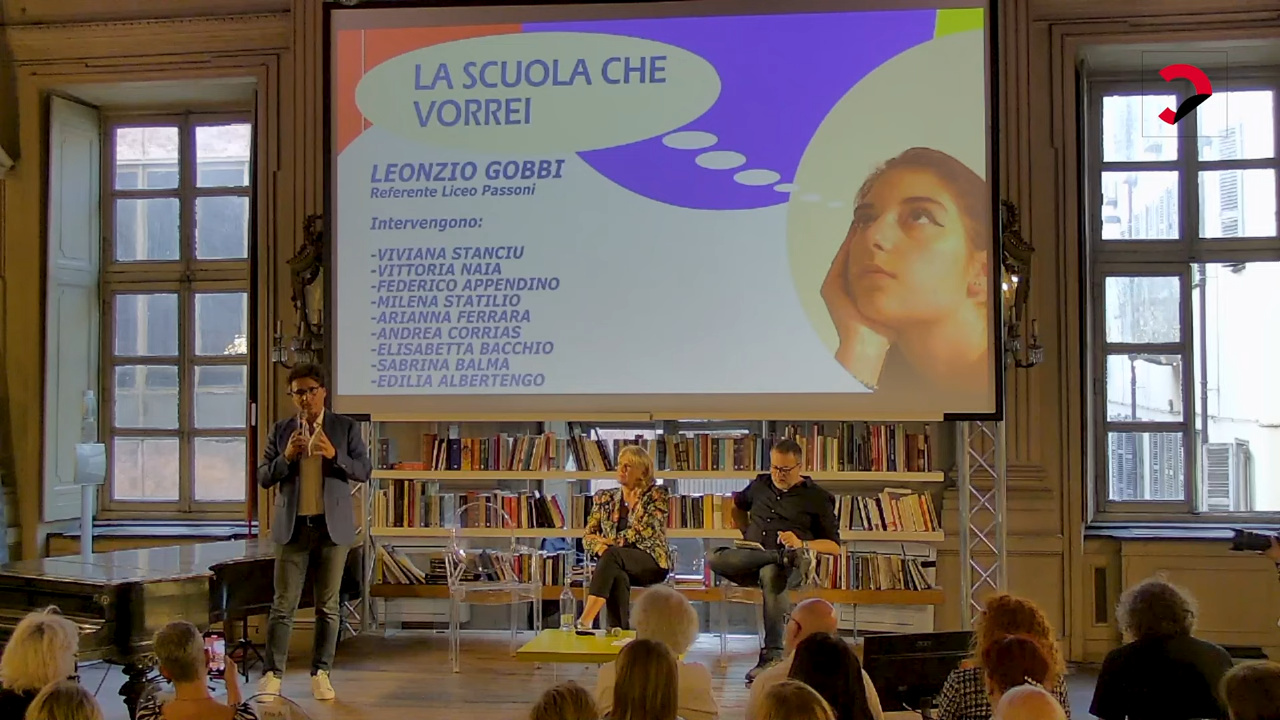 LA SCUOLA CHE
VORREI
LEONZIO GOBBI
Referente Liceo Passoni
Intervengono:
-VIVIANA STANCIU
-VITTORIA NAIA
-FEDERICO APPENDINO
-MILENA STATILIO
-ARIANNA FERRARA
-ANDREA CORRIAS
-ELISABETTA BACCHIO
-SABRINA BALMA
-EDILIA ALBERTENGO